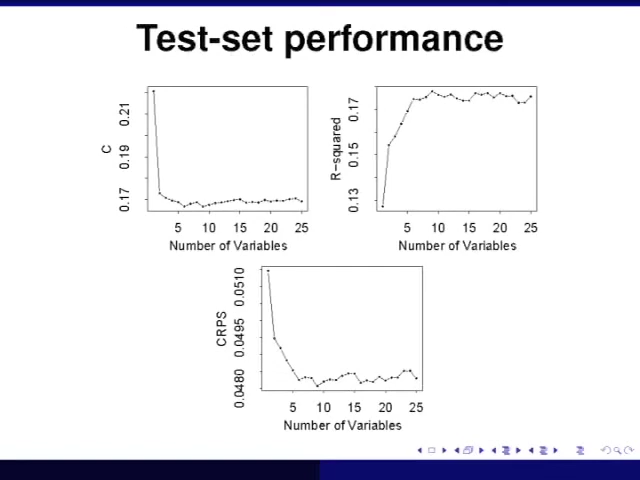 Test-set performance
C
0.17 0.19 0.21
5 10 15 20 25
Number of Variables
R−squared
0.13 0.15 0.17
5 10 15 20 25
Number of Variables
CRPS
0.0480 0.0495 0.0510
5 10 15 20 25
Number of Variables